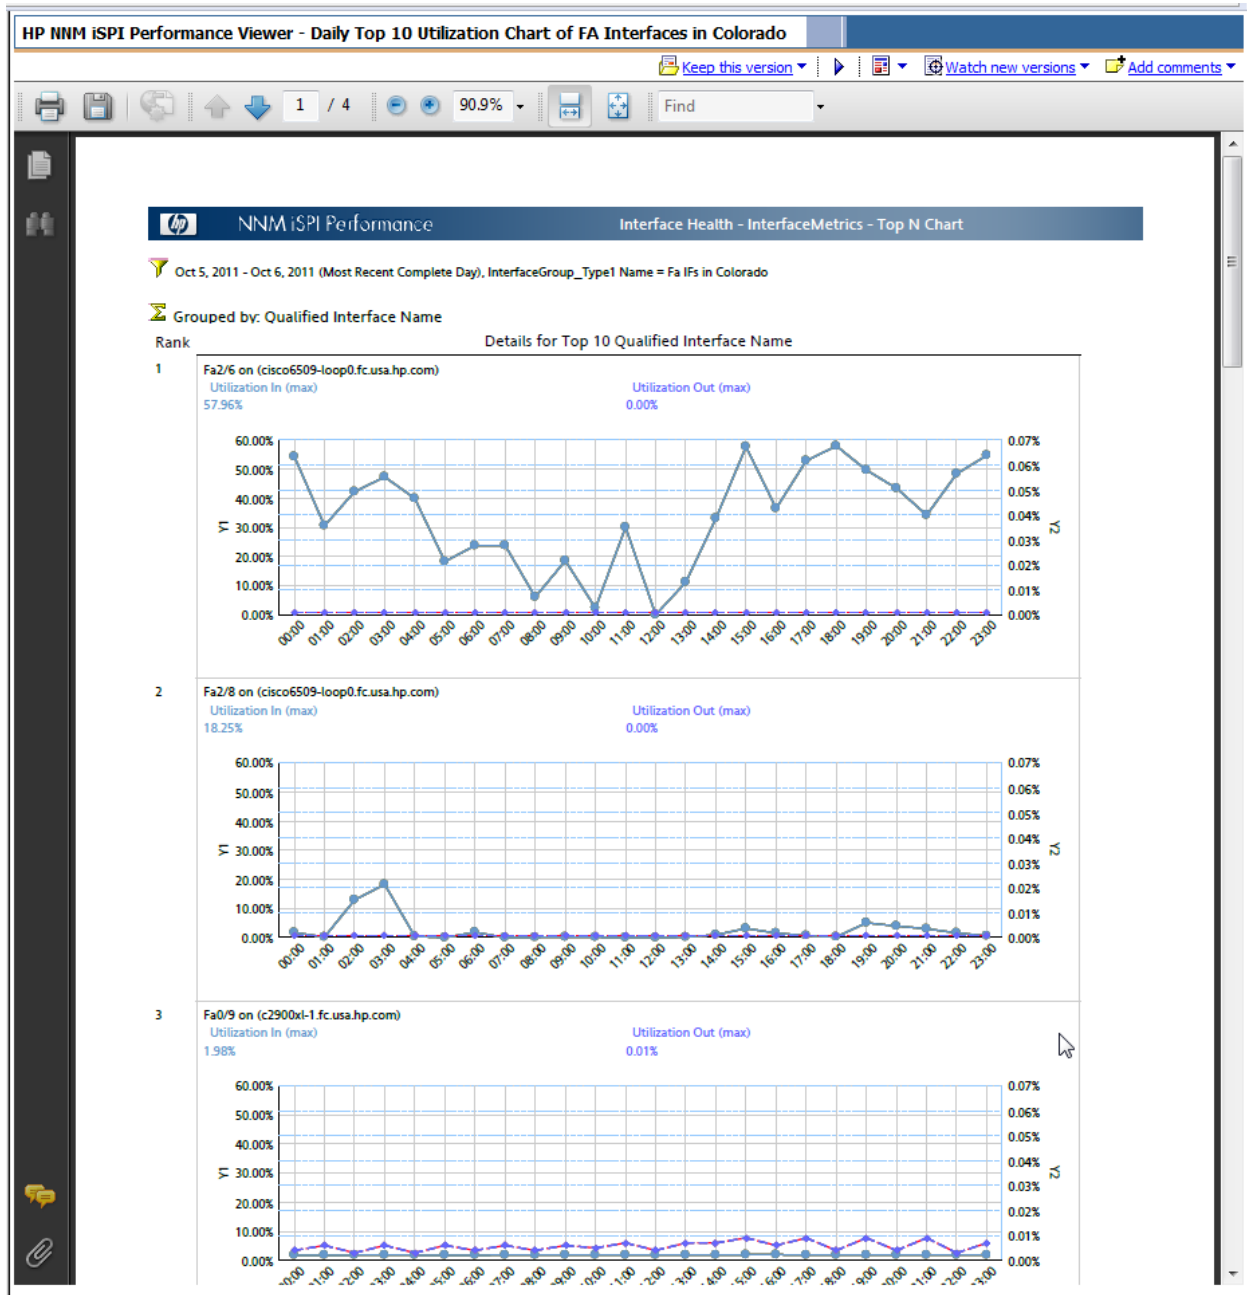 HP NNM iSPI Performance Viewer - Daily Top 10 Utilization Chart of FA Interfaces in Colorado
Keep this version Watch new versions Add comments
1 / 4 90.9% Find
hp NNM iSPI Performance Interface Health - InterfaceMetrics - Top N Chart
Oct 5, 2011 - Oct 6, 2011 (Most Recent Complete Day), InterfaceGroup_Type1 Name = Fa IFs in Colorado
Σ Grouped by: Qualified Interface Name
Rank Details for Top 10 Qualified Interface Name
1 Fa2/6 on (cisco6509-loop0.fc.usa.hp.com)
Utilization In (max) Utilization Out (max)
57.96% 0.00%
60.00% 0.07%
50.00% 0.06%
40.00% 0.05%
0.04%
Y1 30.00% Y2
0.03%
20.00% 0.02%
10.00% 0.01%
0.00% 0.00%
00:00 01:00 02:00 03:00 04:00 05:00 06:00 07:00 08:00 09:00 10:00 11:00 12:00 13:00 14:00 15:00 16:00 17:00 18:00 19:00 20:00 21:00 22:00 23:00
2 Fa2/8 on (cisco6509-loop0.fc.usa.hp.com)
Utilization In (max) Utilization Out (max)
18.25% 0.00%
60.00% 0.07%
50.00% 0.06%
40.00% 0.05%
0.04%
Y1 30.00% Y2
0.03%
20.00% 0.02%
10.00% 0.01%
0.00% 0.00%
00:00 01:00 02:00 03:00 04:00 05:00 06:00 07:00 08:00 09:00 10:00 11:00 12:00 13:00 14:00 15:00 16:00 17:00 18:00 19:00 20:00 21:00 22:00 23:00
3 Fa0/9 on (c2900xl-1.fc.usa.hp.com)
Utilization In (max) Utilization Out (max)
1.98% 0.01%
60.00% 0.07%
50.00% 0.06%
40.00% 0.05%
0.04%
Y1 30.00% Y2
0.03%
20.00% 0.02%
10.00% 0.01%
0.00% 0.00%